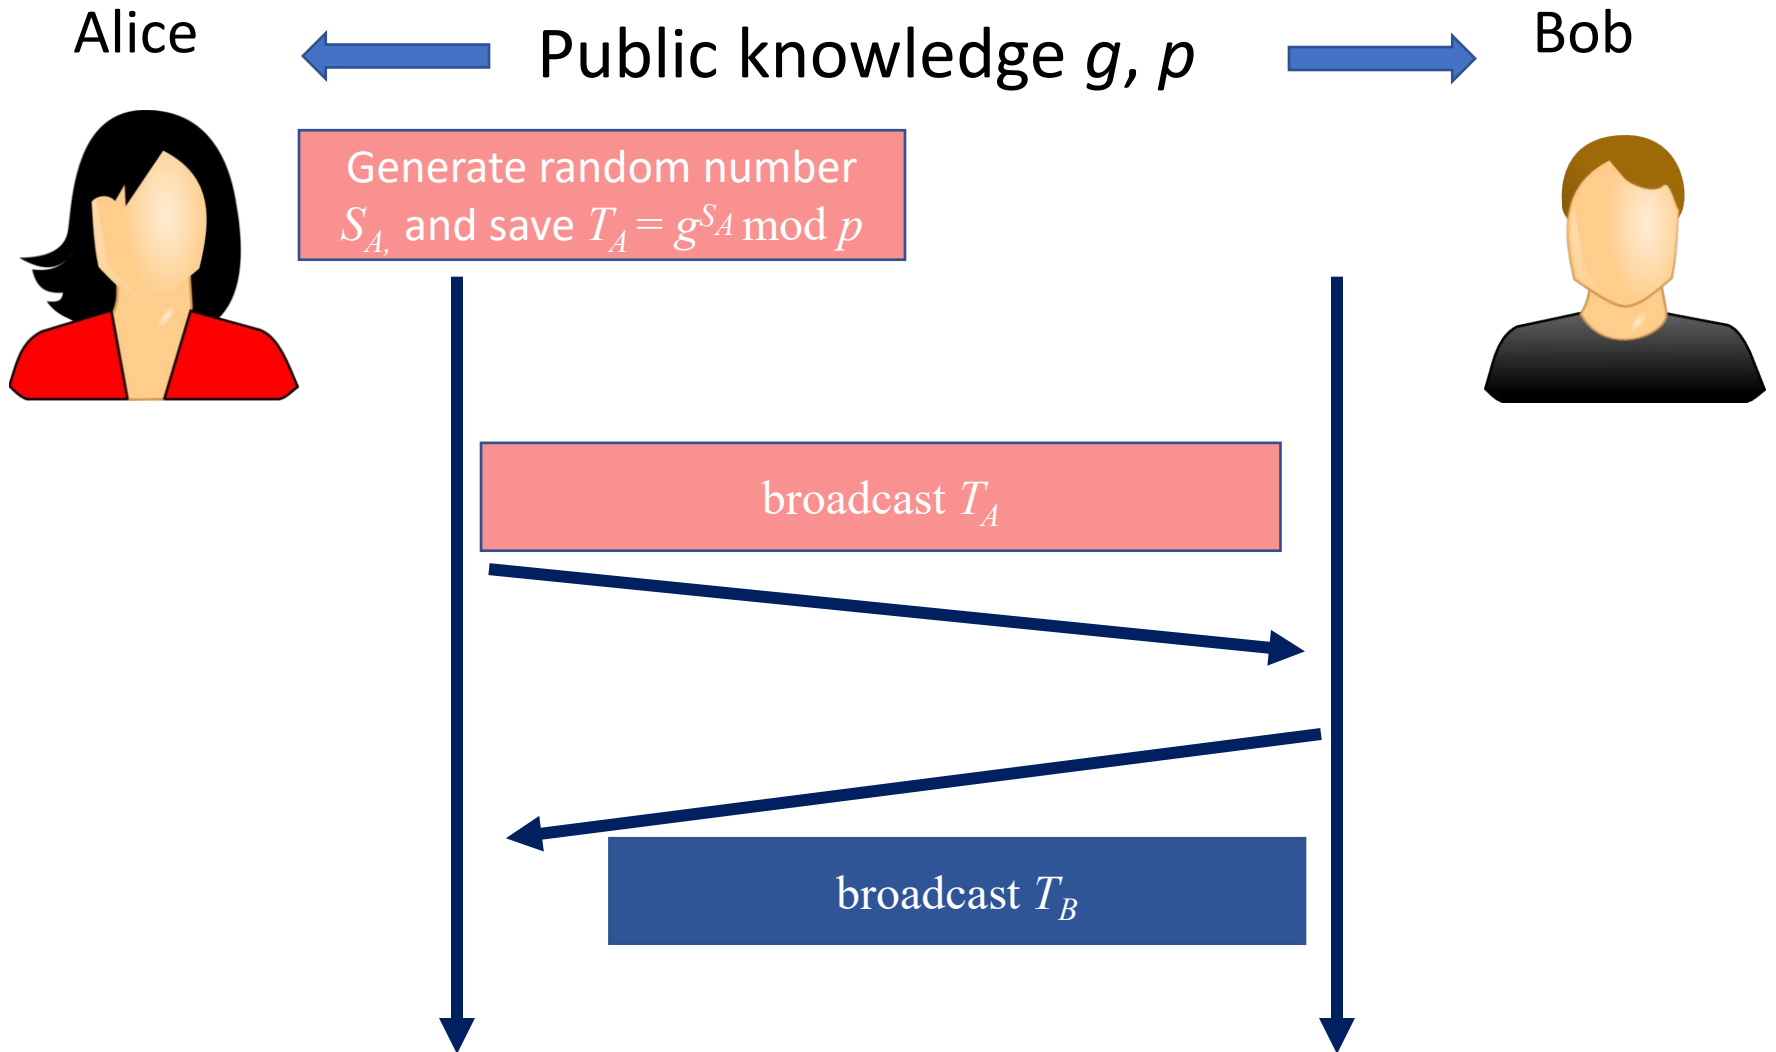 Alice
Public knowledge g, p
Bob
Generate random number
S_A, and save T_A = g^{S_A} mod p
broadcast T_A
broadcast T_B